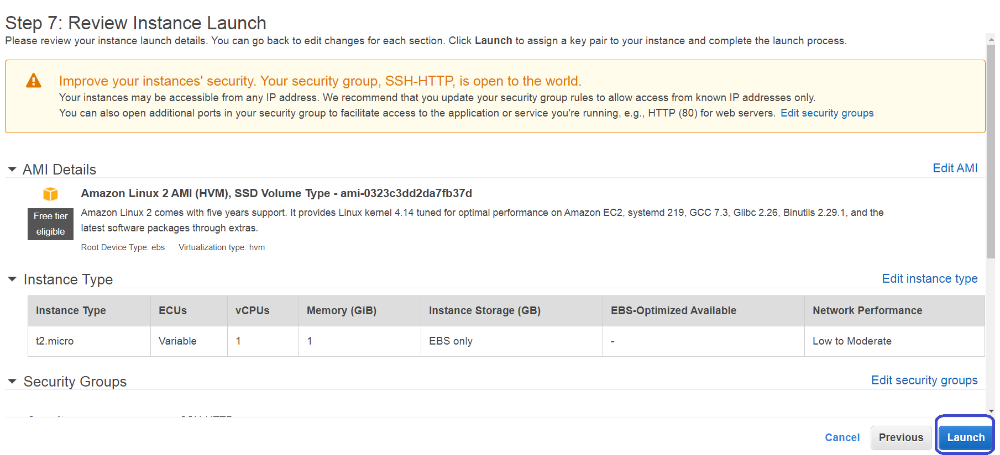 Step 7: Review Instance Launch
Please review your instance launch details. You can go back to edit changes for each section. Click Launch to assign a key pair to your instance and complete the launch process.
Improve your instances' security. Your security group, SSH-HTTP, is open to the world.
Your instances may be accessible from any IP address. We recommend that you update your security group rules to allow access from known IP addresses only.
You can also open additional ports in your security group to facilitate access to the application or service you're running, e.g., HTTP (80) for web servers. Edit security groups
AMI Details
Edit AMI
Amazon Linux 2 AMI (HVM), SSD Volume Type - ami-0323c3dd2da7fb37d
Free tier
eligible
Amazon Linux 2 comes with five years support. It provides Linux kernel 4.14 tuned for optimal performance on Amazon EC2, systemd 219, GCC 7.3, Glibc 2.26, Binutils 2.29.1, and the
latest software packages through extras.
Root Device Type: ebs Virtualization type: hvm
Instance Type
Edit instance type
Instance Type ECUs vCPUs Memory (GiB) Instance Storage (GB) EBS-Optimized Available Network Performance
t2.micro Variable 1 1 EBS only - Low to Moderate
Security Groups
Edit security groups
Cancel Previous Launch